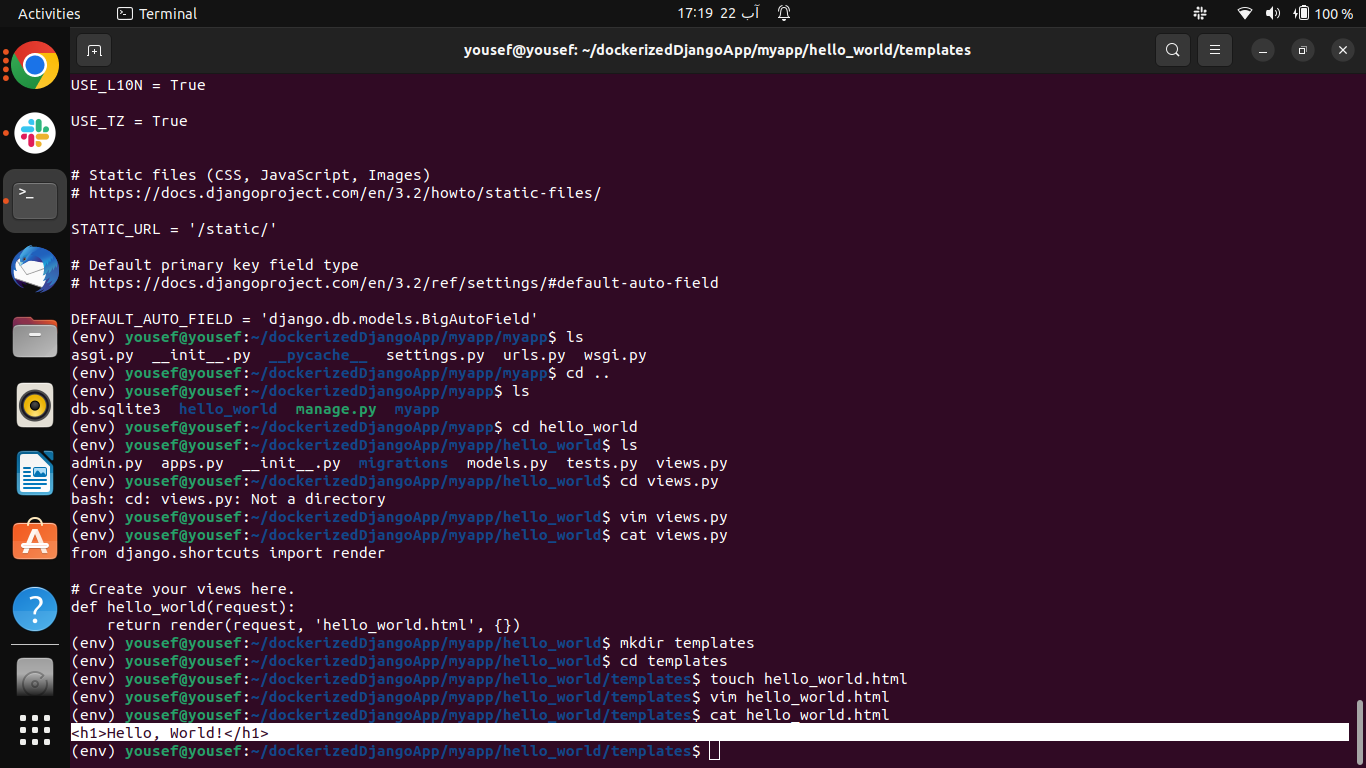 Activities Terminal 17:19 22 آب 100 %
yousef@yousef: ~/dockerizedDjangoApp/myapp/hello_world/templates
USE_L10N = True
USE_TZ = True
# Static files (CSS, JavaScript, Images)
# https://docs.djangoproject.com/en/3.2/howto/static-files/
STATIC_URL = '/static/'
# Default primary key field type
# https://docs.djangoproject.com/en/3.2/ref/settings/#default-auto-field
DEFAULT_AUTO_FIELD = 'django.db.models.BigAutoField'
(env) yousef@yousef:~/dockerizedDjangoApp/myapp/myapp$ ls
asgi.py  __init__.py  __pycache__  settings.py  urls.py  wsgi.py
(env) yousef@yousef:~/dockerizedDjangoApp/myapp/myapp$ cd ..
(env) yousef@yousef:~/dockerizedDjangoApp/myapp$ ls
db.sqlite3  hello_world  manage.py  myapp
(env) yousef@yousef:~/dockerizedDjangoApp/myapp$ cd hello_world
(env) yousef@yousef:~/dockerizedDjangoApp/myapp/hello_world$ ls
admin.py  apps.py  __init__.py  migrations  models.py  tests.py  views.py
(env) yousef@yousef:~/dockerizedDjangoApp/myapp/hello_world$ cd views.py
bash: cd: views.py: Not a directory
(env) yousef@yousef:~/dockerizedDjangoApp/myapp/hello_world$ vim views.py
(env) yousef@yousef:~/dockerizedDjangoApp/myapp/hello_world$ cat views.py
from django.shortcuts import render
# Create your views here.
def hello_world(request):
    return render(request, 'hello_world.html', {})
(env) yousef@yousef:~/dockerizedDjangoApp/myapp/hello_world$ mkdir templates
(env) yousef@yousef:~/dockerizedDjangoApp/myapp/hello_world$ cd templates
(env) yousef@yousef:~/dockerizedDjangoApp/myapp/hello_world/templates$ touch hello_world.html
(env) yousef@yousef:~/dockerizedDjangoApp/myapp/hello_world/templates$ vim hello_world.html
(env) yousef@yousef:~/dockerizedDjangoApp/myapp/hello_world/templates$ cat hello_world.html
<h1>Hello, World!</h1>
(env) yousef@yousef:~/dockerizedDjangoApp/myapp/hello_world/templates$